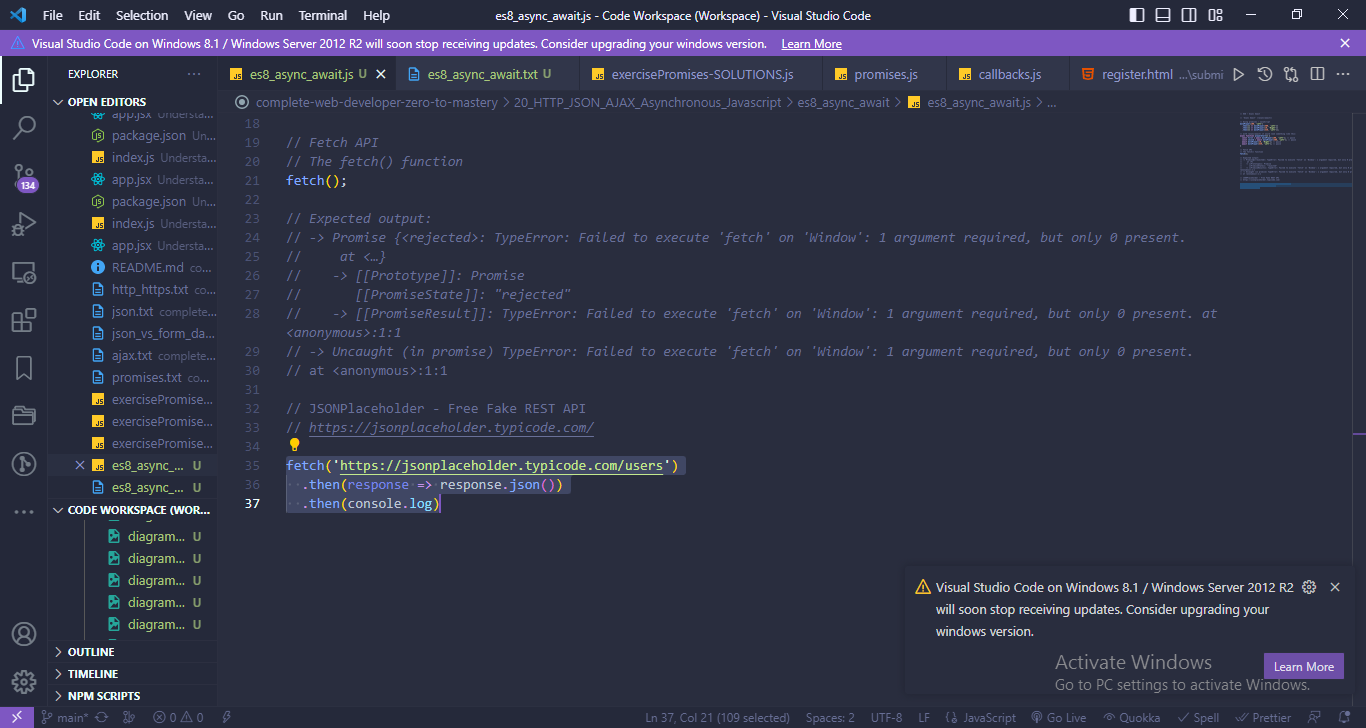 File Edit Selection View Go Run Terminal Help es8_async_await.js - Code Workspace (Workspace) - Visual Studio Code
Visual Studio Code on Windows 8.1 / Windows Server 2012 R2 will soon stop receiving updates. Consider upgrading your windows version. Learn More
EXPLORER
es8_async_await.js U
es8_async_await.txt U
exercisePromises-SOLUTIONS.js
promises.js
callbacks.js
register.html ...\submi
OPEN EDITORS
complete-web-developer-zero-to-mastery > 20_HTTP_JSON_AJAX_Asynchronous_Javascript > es8_async_await > es8_async_await.js > ...
app.jsx Understa...
package.json Un...
index.js Understa...
app.jsx Understa...
package.json Un...
index.js Understa...
app.jsx Understa...
README.md co...
http_https.txt co...
json.txt complete...
json_vs_form_da...
ajax.txt complete...
promises.txt co...
exercisePromise...
exercisePromise...
exercisePromise...
es8_async_... U
es8_async_... U
CODE WORKSPACE (WOR...
diagram... U
diagram... U
diagram... U
diagram... U
diagram... U
OUTLINE
TIMELINE
NPM SCRIPTS
134
18
19 // Fetch API
20 // The fetch() function
21 fetch();
22
23 // Expected output:
24 // -> Promise {<rejected>: TypeError: Failed to execute 'fetch' on 'Window': 1 argument required, but only 0 present.
25 //     at <…}
26 //    -> [[Prototype]]: Promise
27 //       [[PromiseState]]: "rejected"
28 //    -> [[PromiseResult]]: TypeError: Failed to execute 'fetch' on 'Window': 1 argument required, but only 0 present. at
<anonymous>:1:1
29 // -> Uncaught (in promise) TypeError: Failed to execute 'fetch' on 'Window': 1 argument required, but only 0 present.
30 // at <anonymous>:1:1
31
32 // JSONPlaceholder - Free Fake REST API
33 // https://jsonplaceholder.typicode.com/
34
35 fetch('https://jsonplaceholder.typicode.com/users')
36   .then(response => response.json())
37   .then(console.log)
Visual Studio Code on Windows 8.1 / Windows Server 2012 R2
will soon stop receiving updates. Consider upgrading your
windows version.
Learn More
Activate Windows
Go to PC settings to activate Windows.
main* 0 0 Ln 37, Col 21 (109 selected) Spaces: 2 UTF-8 LF {} JavaScript Go Live Quokka Spell Prettier